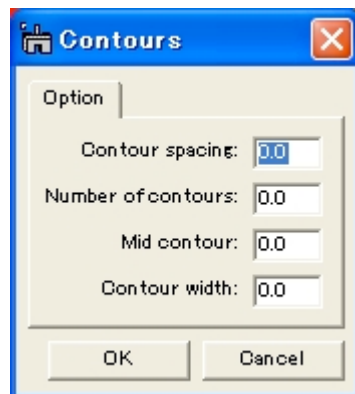 Contours
Option
Contour spacing: 0.0
Number of contours: 0.0
Mid contour: 0.0
Contour width: 0.0
OK Cancel